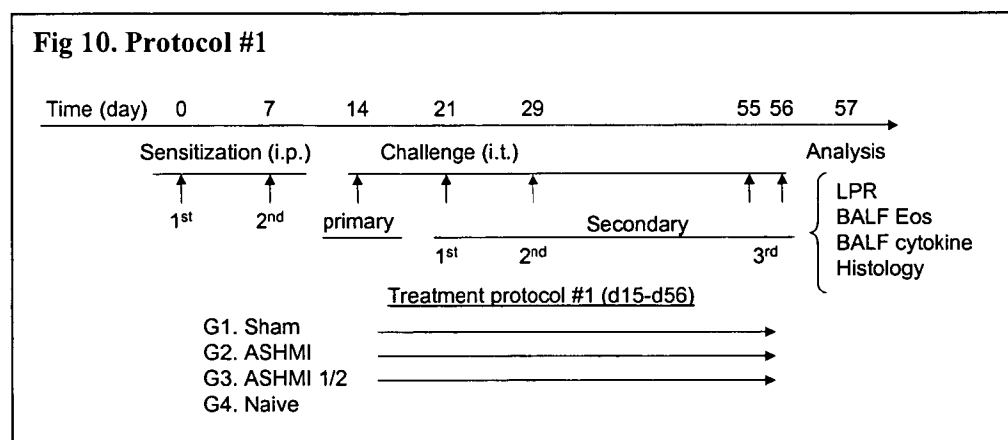 Fig 10. Protocol #1
Time (day) 0 7 14 21 29 55 56 57
Sensitization (i.p.) Challenge (i.t.) Analysis
1st 2nd primary Secondary
1st 2nd 3rd
LPR
BALF Eos
BALF cytokine
Histology
Treatment protocol #1 (d15-d56)
G1. Sham
G2. ASHMI
G3. ASHMI 1/2
G4. Naive